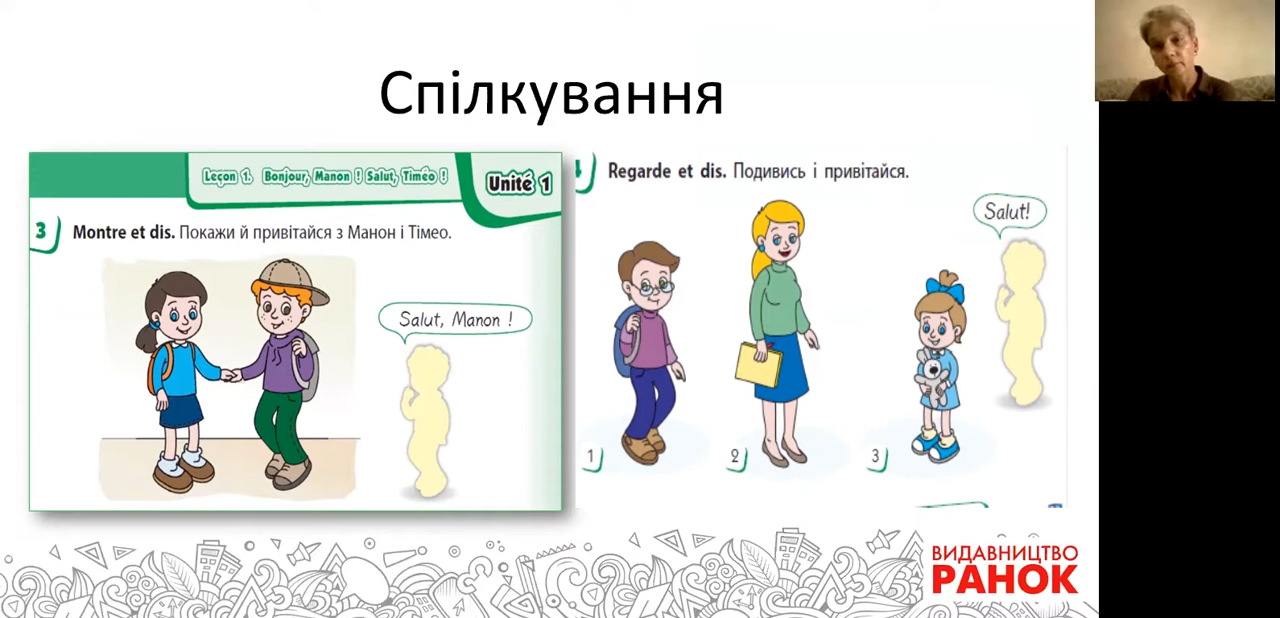 Спілкування
Leçon 1. Bonjour, Manon ! Salut, Timéo !
Unité 1
3 Montre et dis. Покажи й привітайся з Манон і Тімео.
Salut, Manon !
Regarde et dis. Подивись і привітайся.
Salut!
1
2
3
ВИДАВНИЦТВО
РАНОК